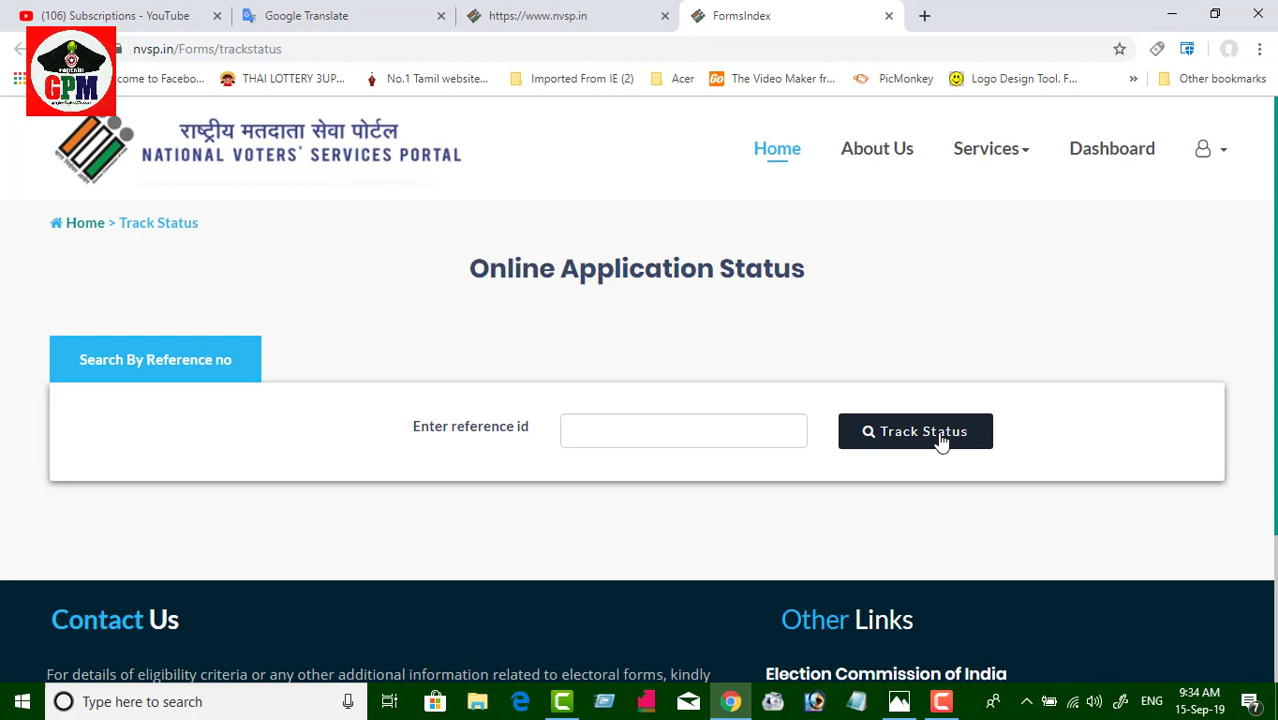 (106) Subscriptions - YouTube
Google Translate
https://www.nvsp.in
FormsIndex
nvsp.in/Forms/trackstatus
GPM
come to Facebo...
THAI LOTTERY 3UP...
No.1 Tamil website...
Imported From IE (2)
Acer
Go
The Video Maker fr...
PicMonkey
Logo Design Tool. F...
»
Other bookmarks
राष्ट्रीय मतदाता सेवा पोर्टल
NATIONAL VOTERS' SERVICES PORTAL
Home
About Us
Services
Dashboard
Home > Track Status
Online Application Status
Search By Reference no
Enter reference id
Track Status
Contact Us
Other Links
For details of eligibility criteria or any other additional information related to electoral forms, kindly
Election Commission of India
Type here to search
ENG
9:34 AM
15-Sep-19
7